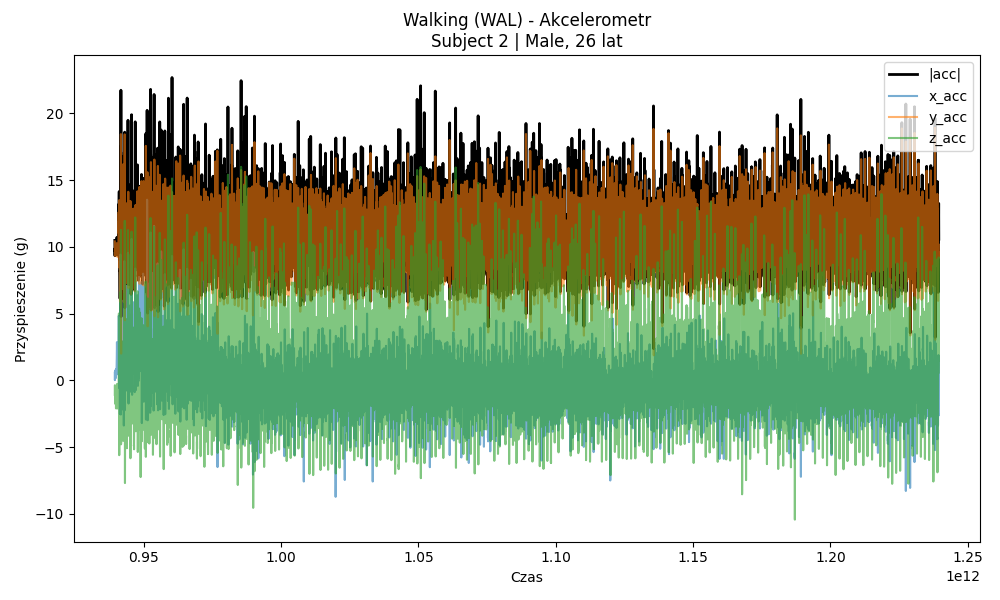 Walking (WAL) - Akcelerometr
Subject 2 | Male, 26 lat
|acc|
x_acc
y_acc
z_acc
Przyspieszenie (g)
20
15
10
5
0
−5
−10
0.95 1.00 1.05 1.10 1.15 1.20 1.25
1e12
Czas